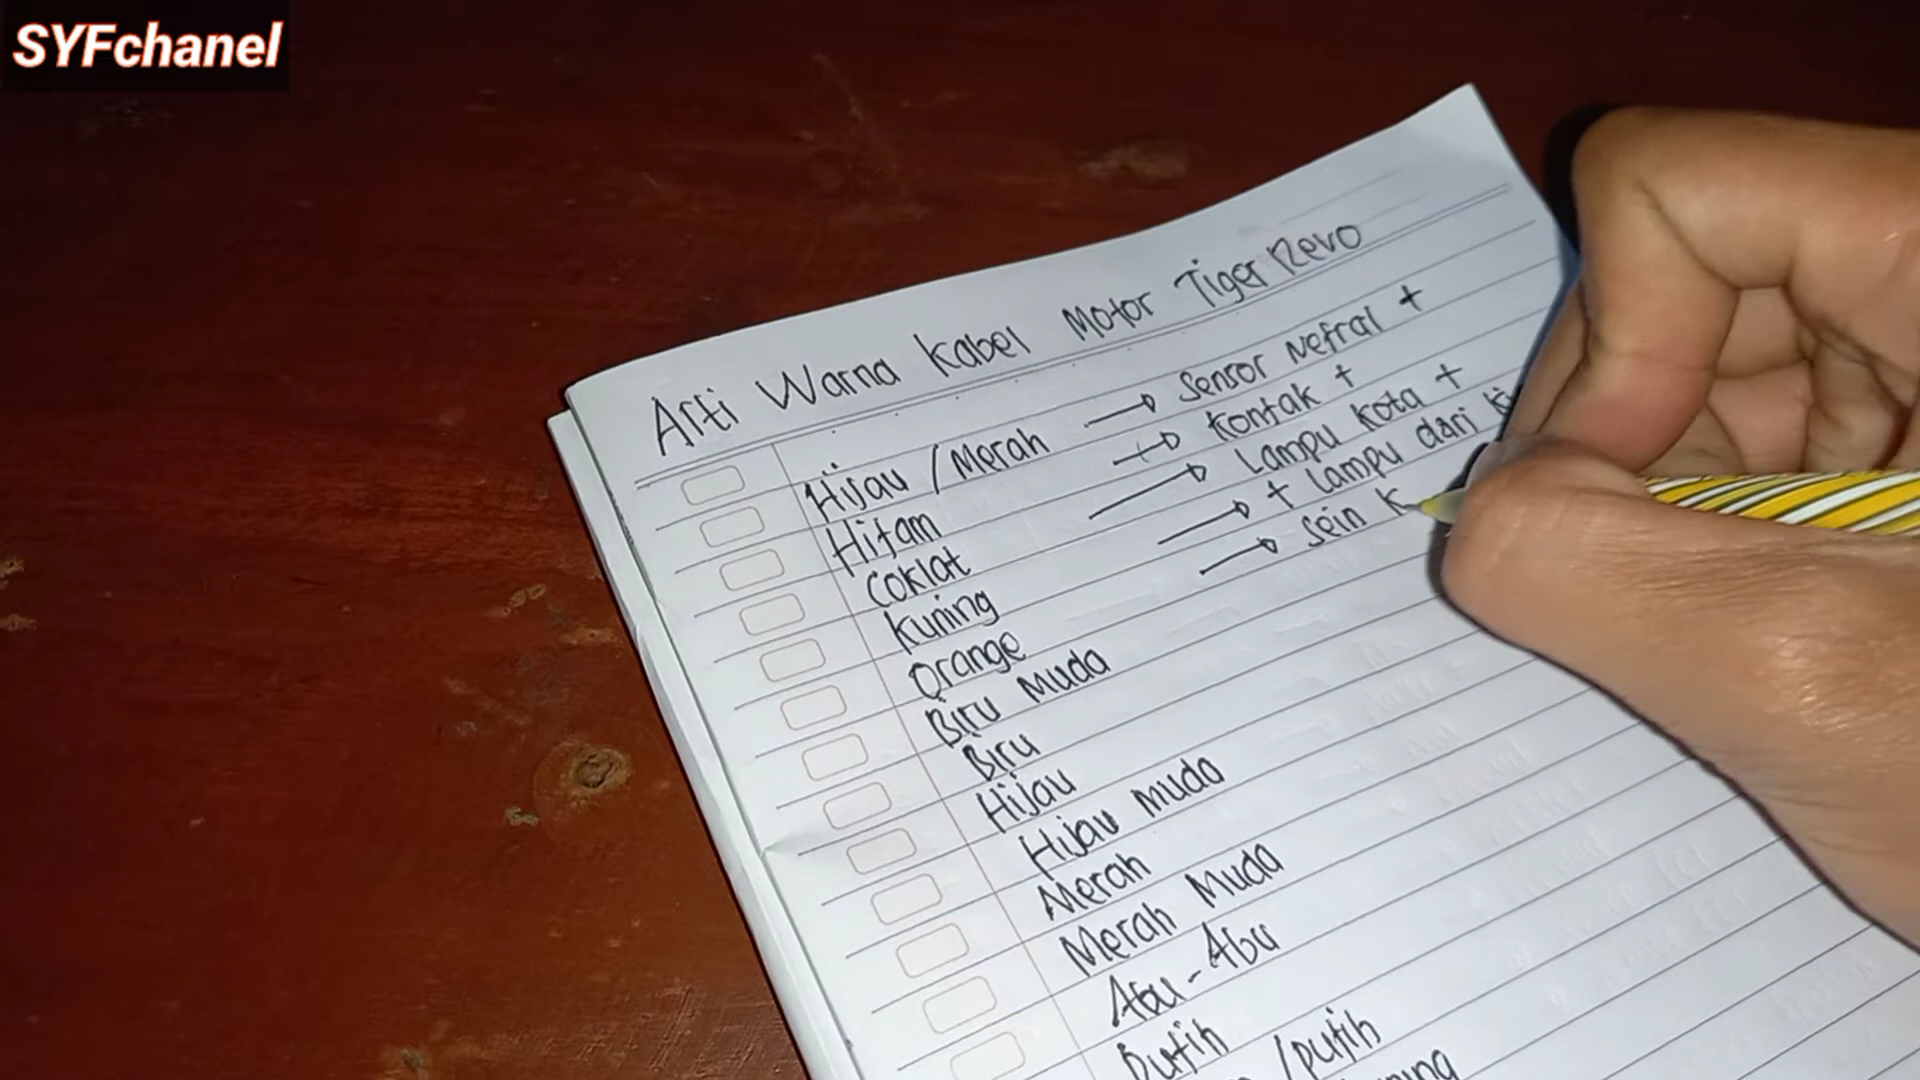 SYFchanel
Arti Warna Kabel Motor Tiger Revo
Hijau / Merah → Sensor Netral +
Hitam → Kontak +
Coklat → Lampu kota +
Kuning → + lampu dari
Orange → Sein K
Biru Muda
Biru
Hijau
Hijau muda
Merah
Merah Muda
Abu-Abu
Putih
/putih